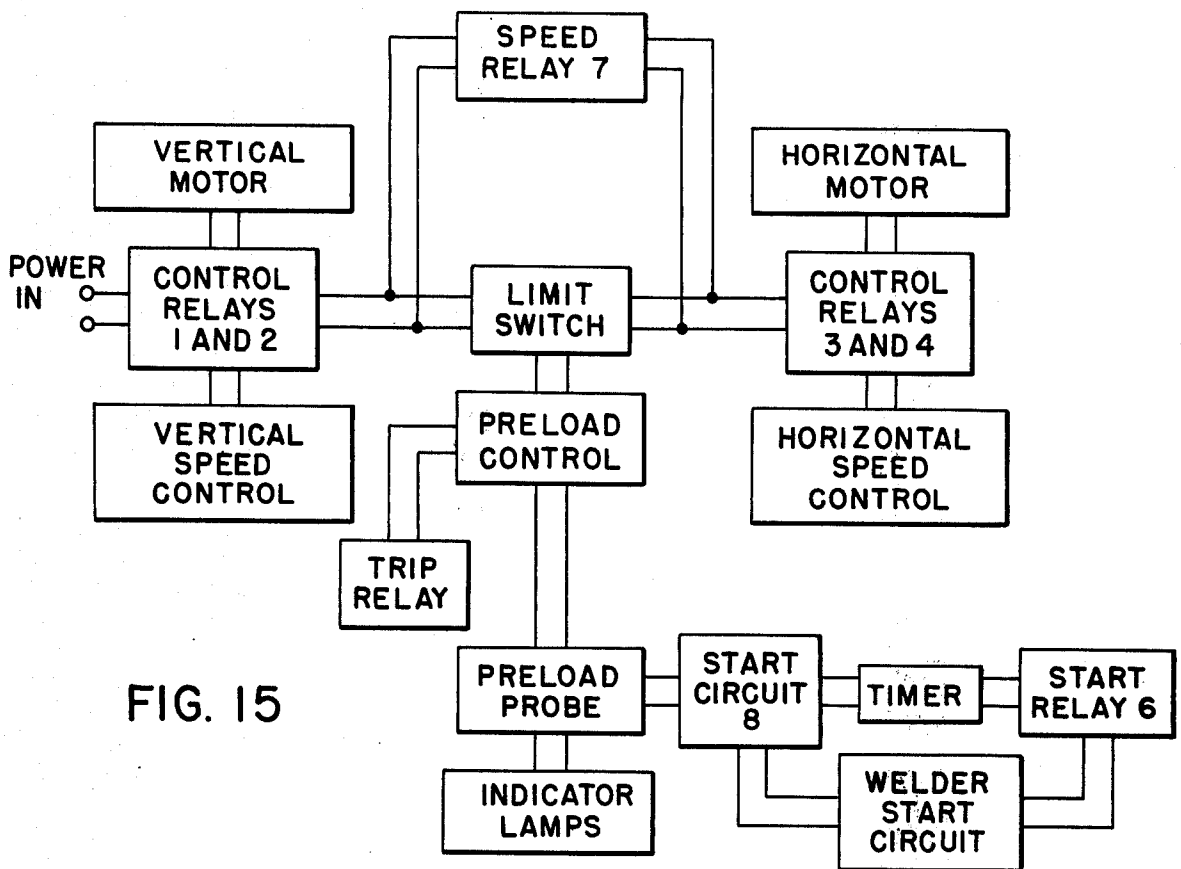 SPEED
RELAY 7
VERTICAL
MOTOR
HORIZONTAL
MOTOR
POWER
IN
CONTROL
RELAYS
1 AND 2
LIMIT
SWITCH
CONTROL
RELAYS
3 AND 4
VERTICAL
SPEED
CONTROL
PRELOAD
CONTROL
HORIZONTAL
SPEED
CONTROL
TRIP
RELAY
PRELOAD
PROBE
START
CIRCUIT
8
TIMER
START
RELAY 6
FIG. 15
INDICATOR
LAMPS
WELDER
START
CIRCUIT